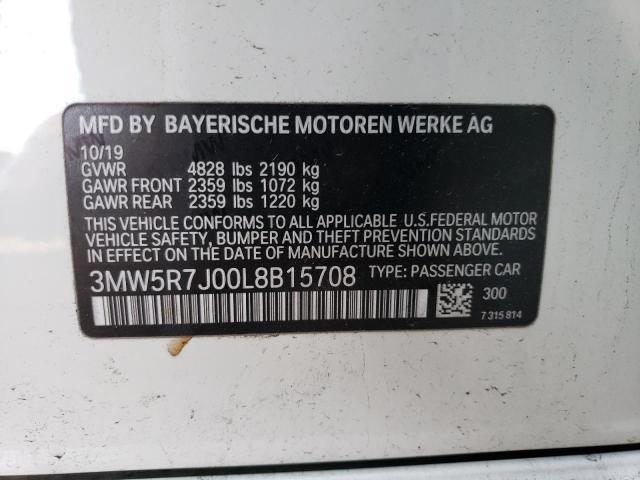 MFD BY BAYERISCHE MOTOREN WERKE AG
10/19
GVWR 4828 lbs 2190 kg
GAWR FRONT 2359 lbs 1072 kg
GAWR REAR 2359 lbs 1220 kg
THIS VEHICLE CONFORMS TO ALL APPLICABLE U.S.FEDERAL MOTOR
VEHICLE SAFETY, BUMPER AND THEFT PREVENTION STANDARDS
IN EFFECT ON THE DATE OF MANUFACTURE SHOWN ABOVE.
3MW5R7J00L8B15708 TYPE: PASSENGER CAR
300
7 315 814